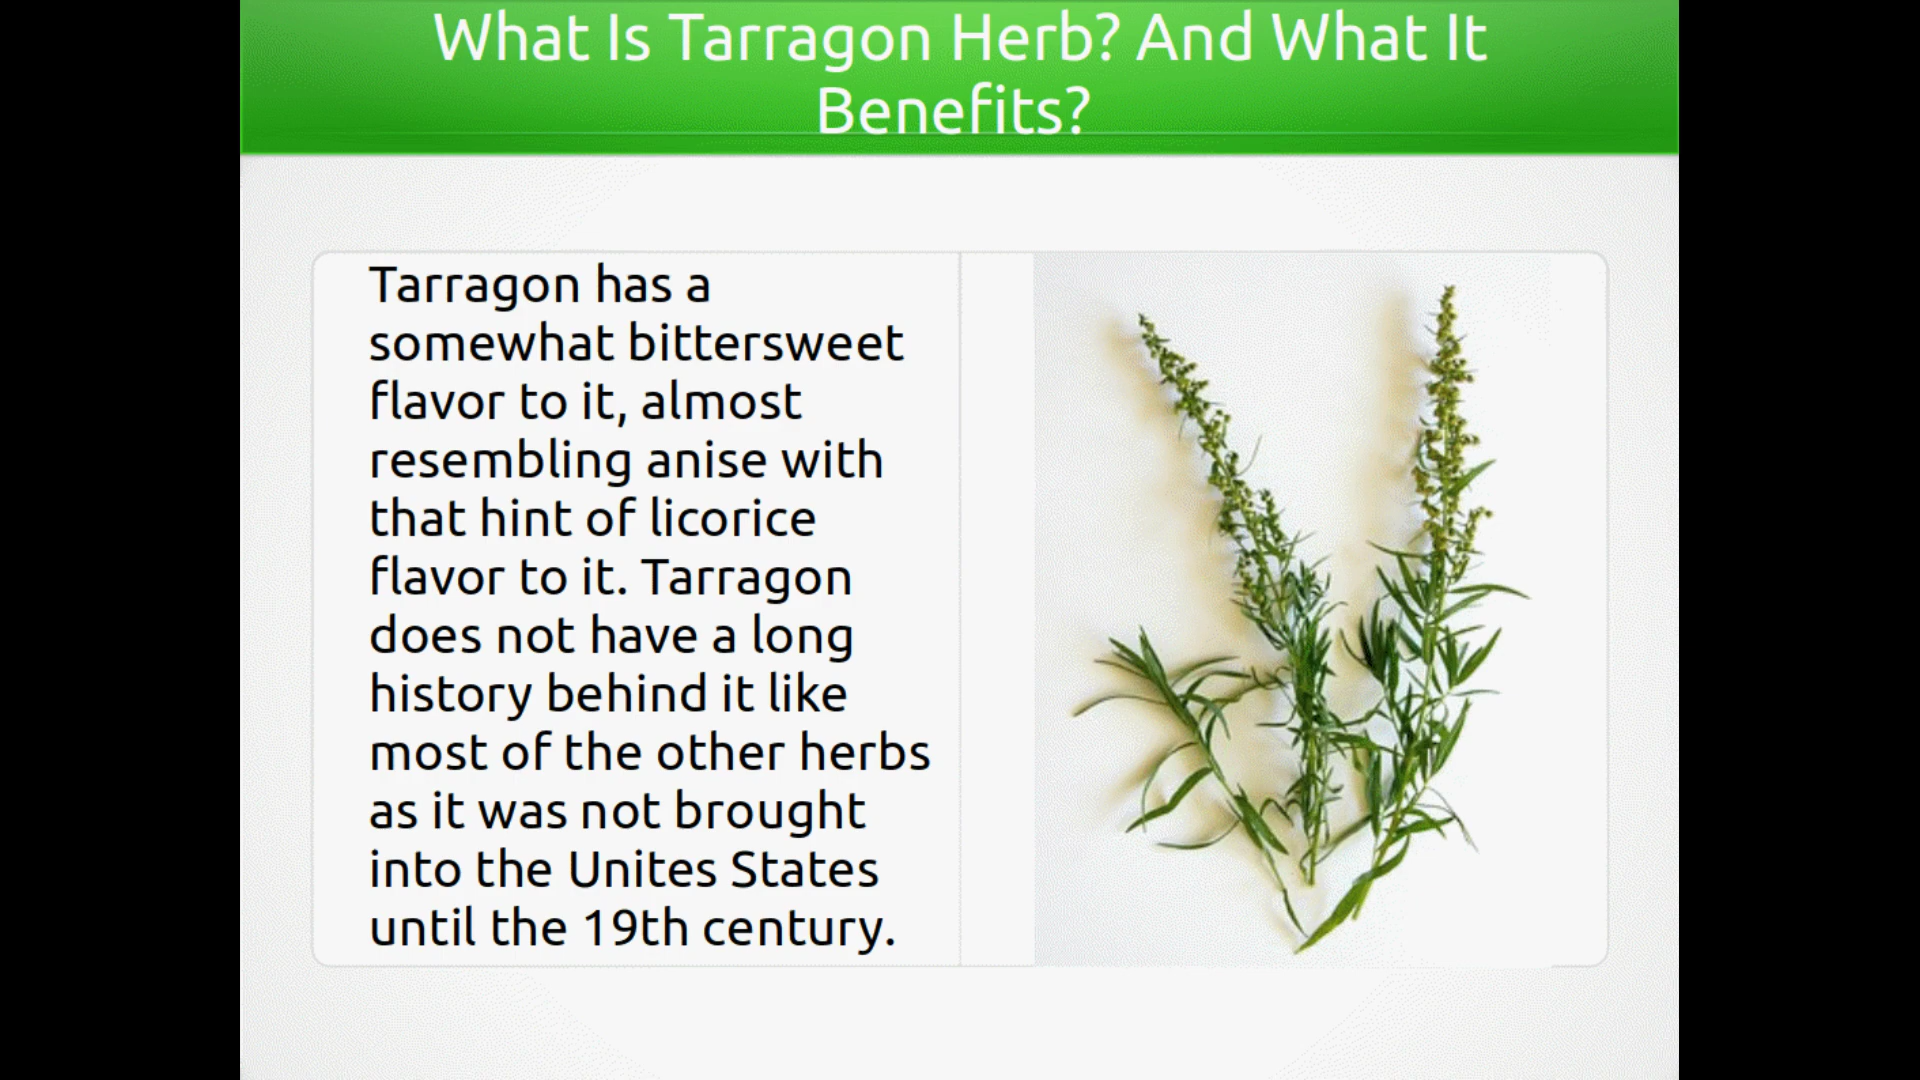 What Is Tarragon Herb? And What It
Benefits?
Tarragon has a
somewhat bittersweet
flavor to it, almost
resembling anise with
that hint of licorice
flavor to it. Tarragon
does not have a long
history behind it like
most of the other herbs
as it was not brought
into the Unites States
until the 19th century.